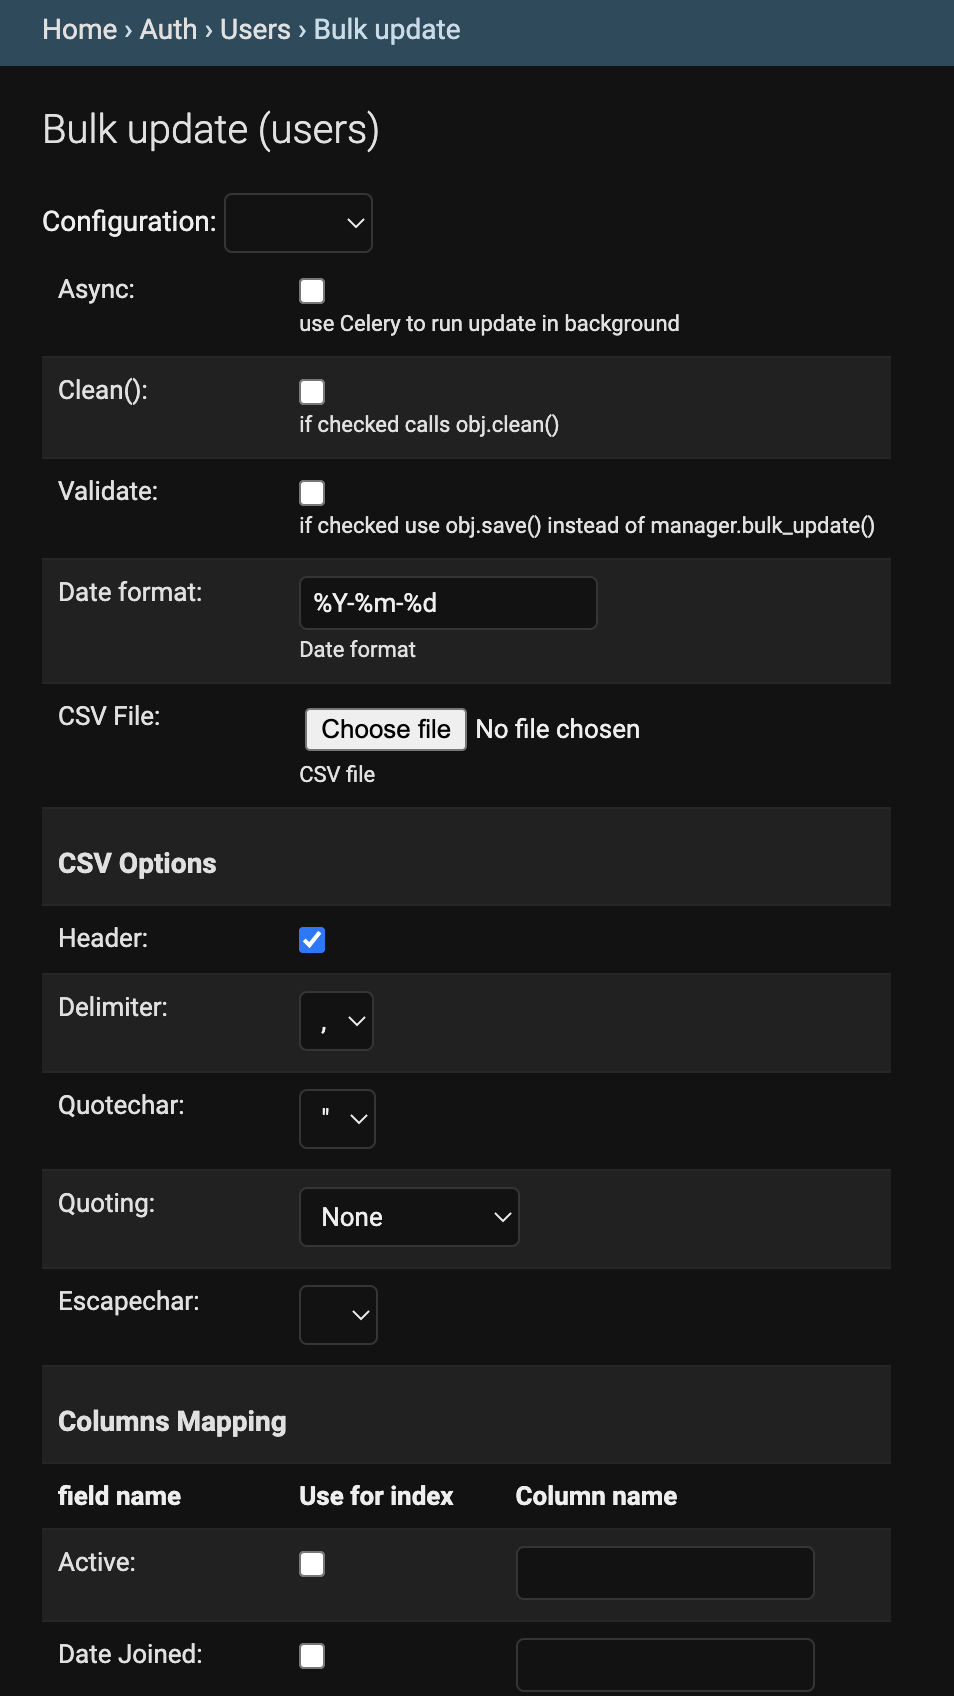 Home › Auth › Users › Bulk update
Bulk update (users)
Configuration:
Async:
use Celery to run update in background
Clean():
if checked calls obj.clean()
Validate:
if checked use obj.save() instead of manager.bulk_update()
Date format: %Y-%m-%d
Date format
CSV File: Choose file No file chosen
CSV file
CSV Options
Header:
Delimiter: ,
Quotechar: "
Quoting: None
Escapechar:
Columns Mapping
field name Use for index Column name
Active:
Date Joined: